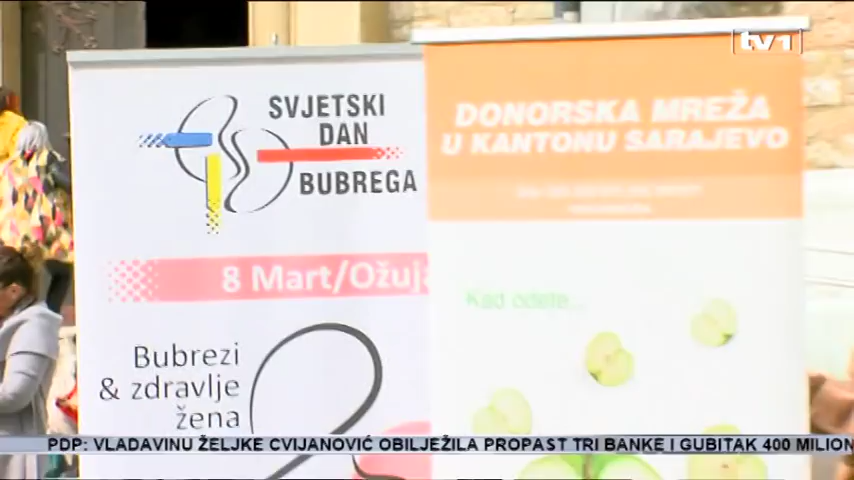 tv1
SVJETSKI
DAN
BUBREGA
8 Mart/Ožuja
Bubrezi
& zdravlje
žena
DONORSKA MREŽA
U KANTONU SARAJEVO
Kad odete...
PDP: VLADAVINU ŽELJKE CVIJANOVIĆ OBILJEŽILA PROPAST TRI BANKE I GUBITAK 400 MILION